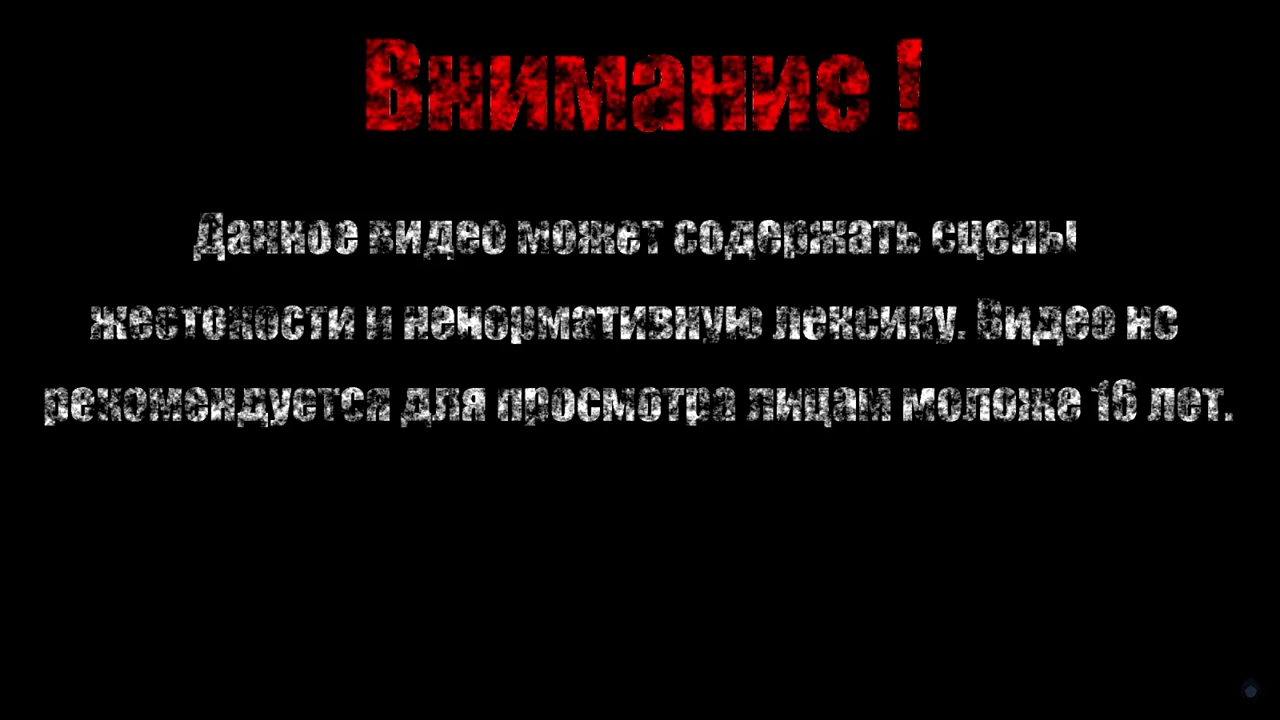 Внимание !
Данное видео может содержать сцены
жестокости и ненормативную лексику. Видео не
рекомендуется для просмотра лицам моложе 16 лет.